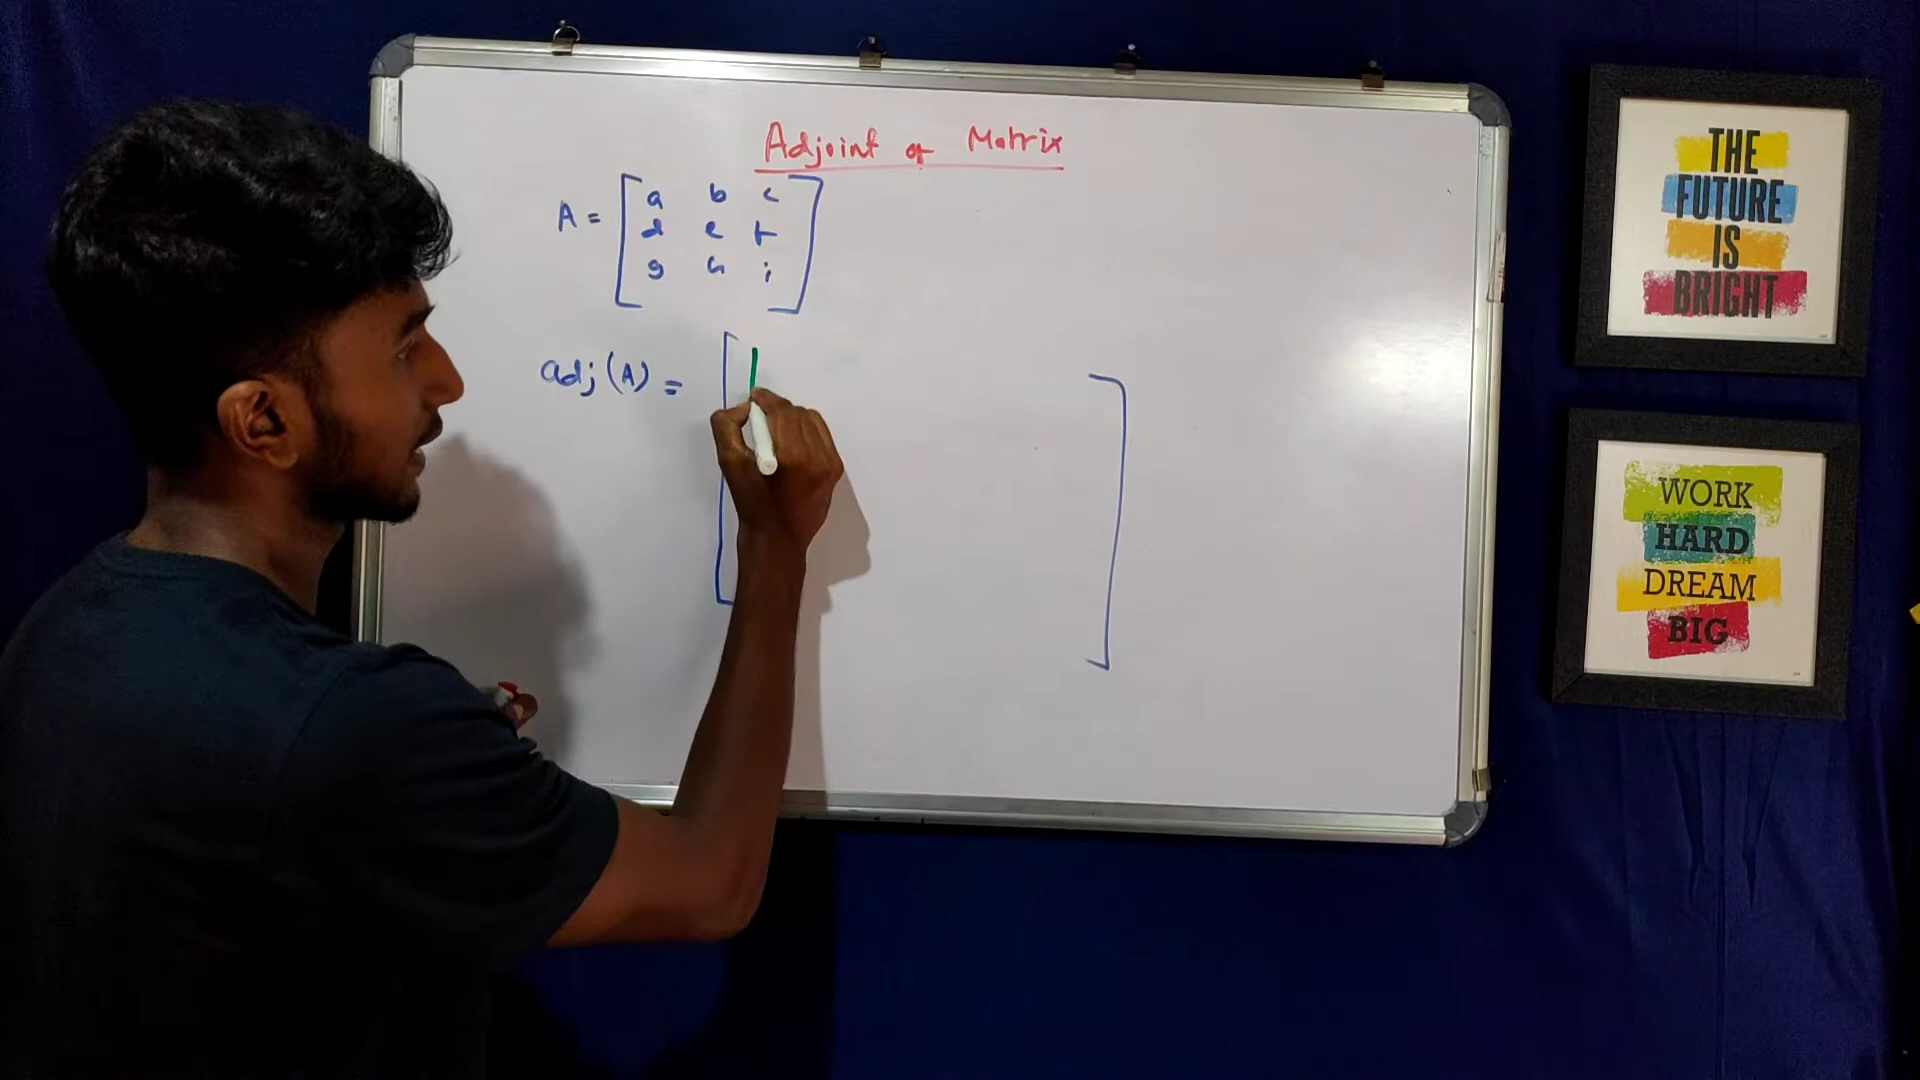 Adjoint of Matrix
A = [ a b c
d e f
g h i ]
adj(A) = [ | ]
THE
FUTURE
IS
BRIGHT
WORK
HARD
DREAM
BIG